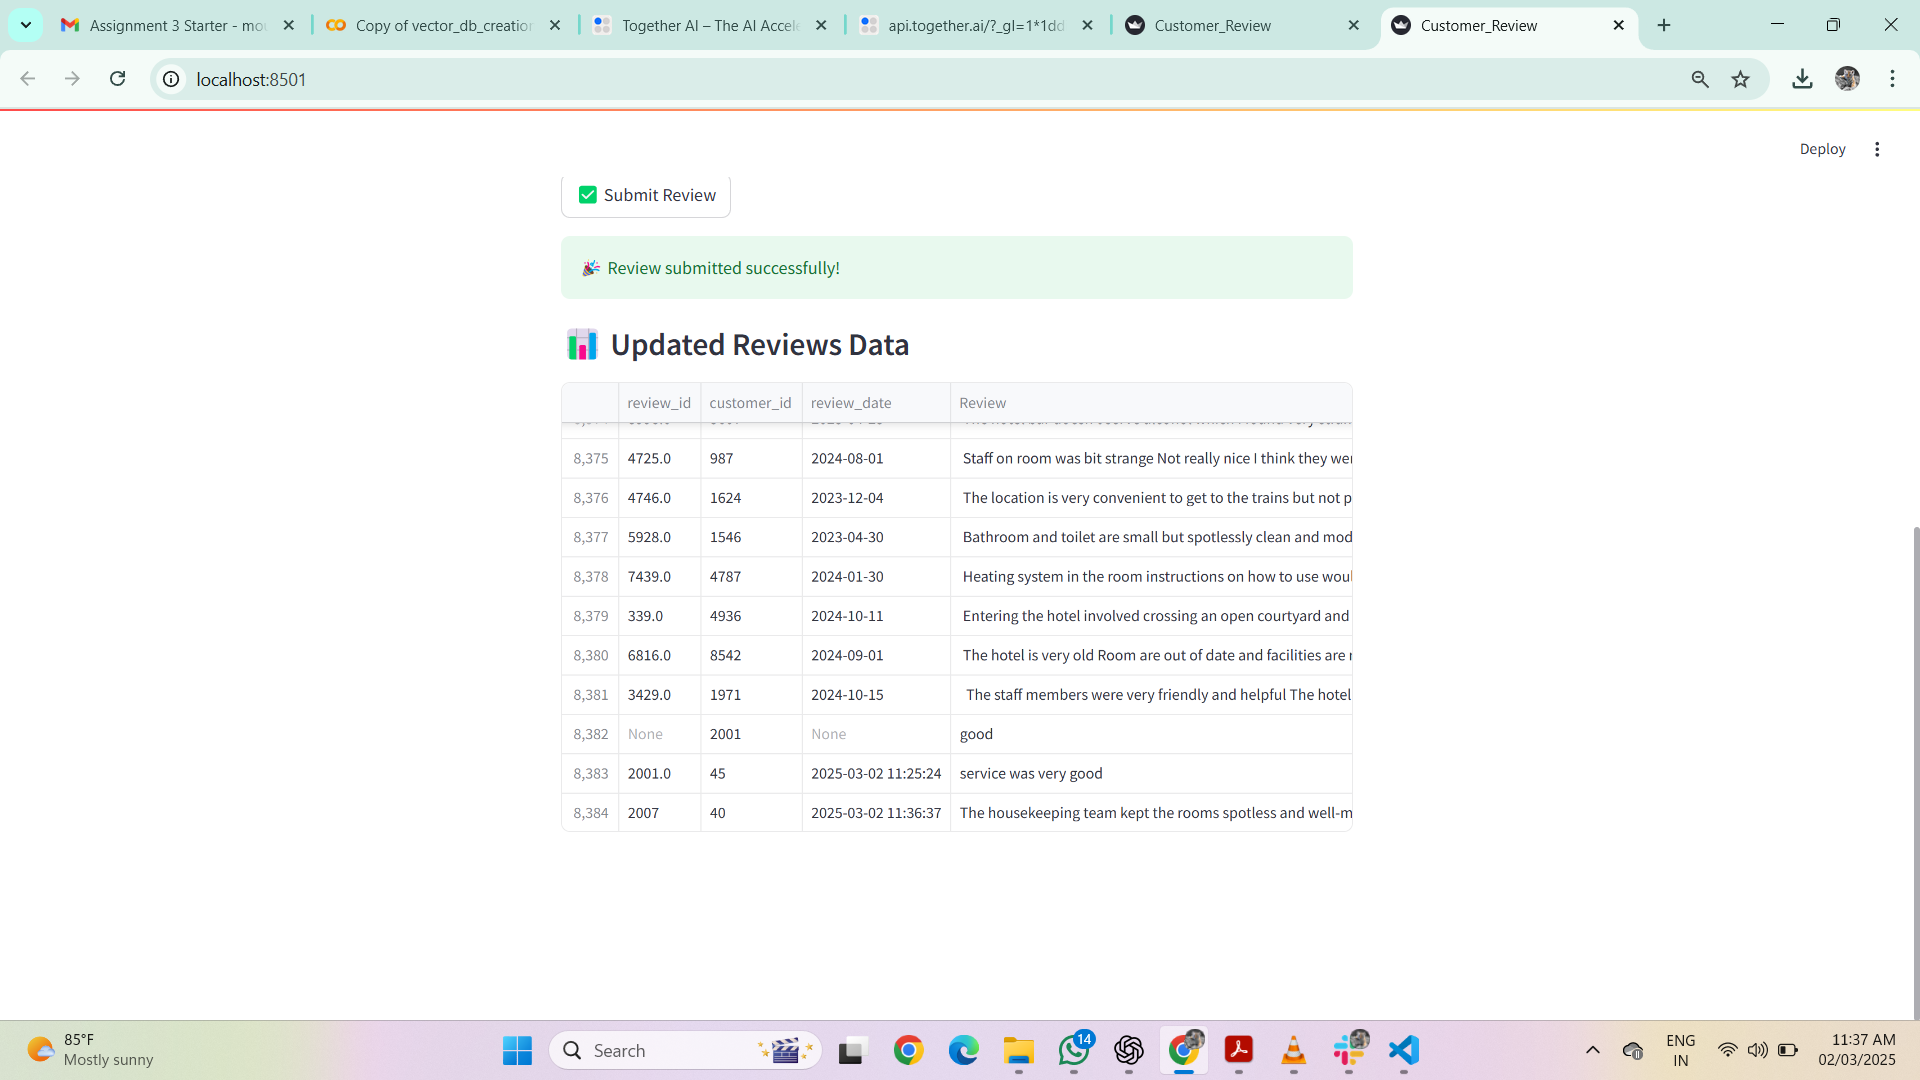 Assignment 3 Starter - mou
Copy of vector_db_creation
Together AI – The AI Accele
api.together.ai/?_gl=1*1dd
Customer_Review
Customer_Review
localhost:8501
Deploy
✅ Submit Review
🎉 Review submitted successfully!
📊 Updated Reviews Data
review_id customer_id review_date Review
8,375 4725.0 987 2024-08-01 Staff on room was bit strange Not really nice I think they wer
8,376 4746.0 1624 2023-12-04 The location is very convenient to get to the trains but not p
8,377 5928.0 1546 2023-04-30 Bathroom and toilet are small but spotlessly clean and mod
8,378 7439.0 4787 2024-01-30 Heating system in the room instructions on how to use woul
8,379 339.0 4936 2024-10-11 Entering the hotel involved crossing an open courtyard and
8,380 6816.0 8542 2024-09-01 The hotel is very old Room are out of date and facilities are
8,381 3429.0 1971 2024-10-15 The staff members were very friendly and helpful The hotel
8,382 None 2001 None good
8,383 2001.0 45 2025-03-02 11:25:24 service was very good
8,384 2007 40 2025-03-02 11:36:37 The housekeeping team kept the rooms spotless and well-m
85°F
Mostly sunny
Search
14
ENG
IN
11:37 AM
02/03/2025